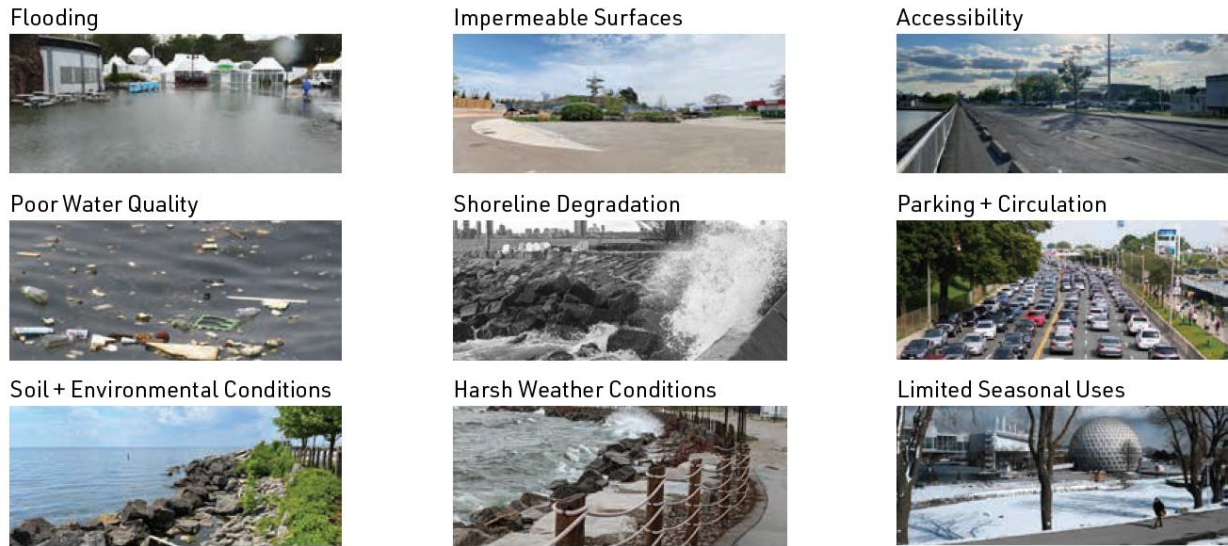 Flooding
Impermeable Surfaces
Accessibility
Poor Water Quality
Shoreline Degradation
Parking + Circulation
Soil + Environmental Conditions
Harsh Weather Conditions
Limited Seasonal Uses